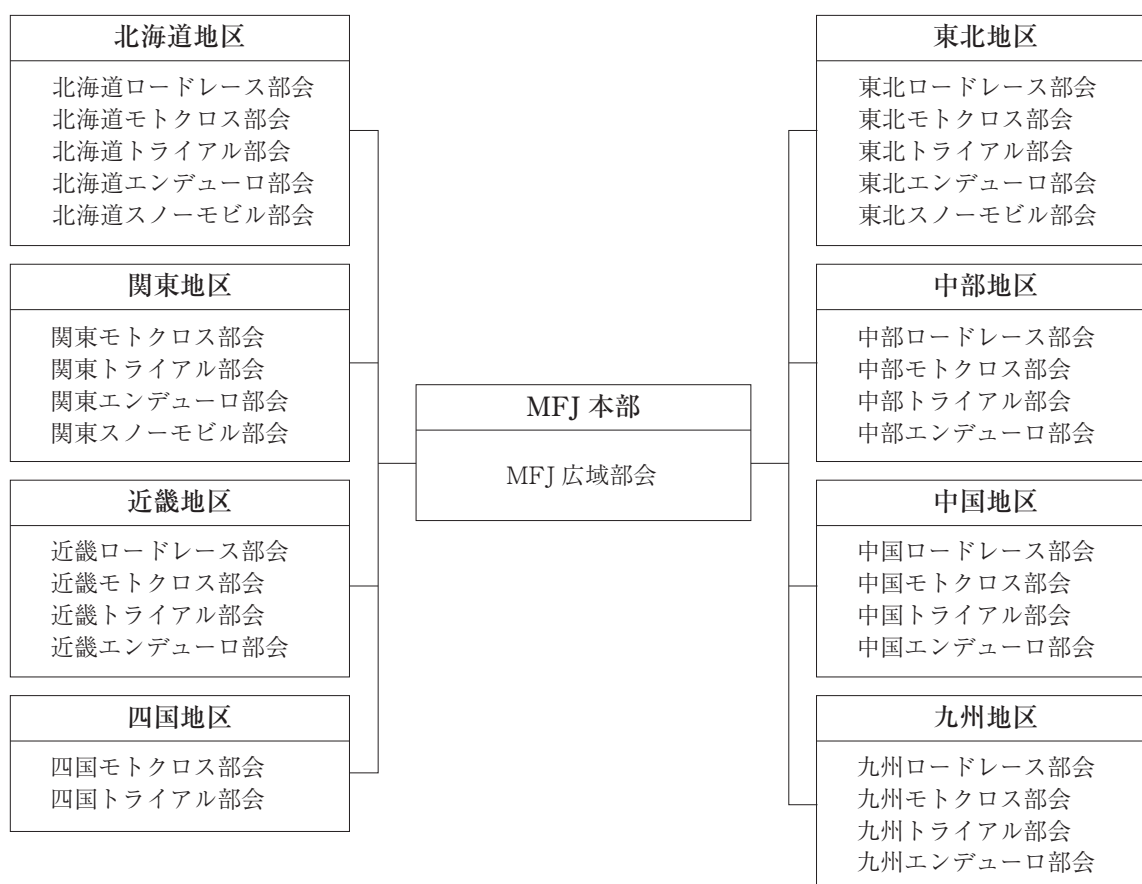 北海道地区
北海道ロードレース部会
北海道モトクロス部会
北海道トライアル部会
北海道エンデューロ部会
北海道スノーモビル部会
関東地区
関東モトクロス部会
関東トライアル部会
関東エンデューロ部会
関東スノーモビル部会
近畿地区
近畿ロードレース部会
近畿モトクロス部会
近畿トライアル部会
近畿エンデューロ部会
四国地区
四国モトクロス部会
四国トライアル部会
MFJ 本部
MFJ 広域部会
東北地区
東北ロードレース部会
東北モトクロス部会
東北トライアル部会
東北エンデューロ部会
東北スノーモビル部会
中部地区
中部ロードレース部会
中部モトクロス部会
中部トライアル部会
中部エンデューロ部会
中国地区
中国ロードレース部会
中国モトクロス部会
中国トライアル部会
中国エンデューロ部会
九州地区
九州ロードレース部会
九州モトクロス部会
九州トライアル部会
九州エンデューロ部会